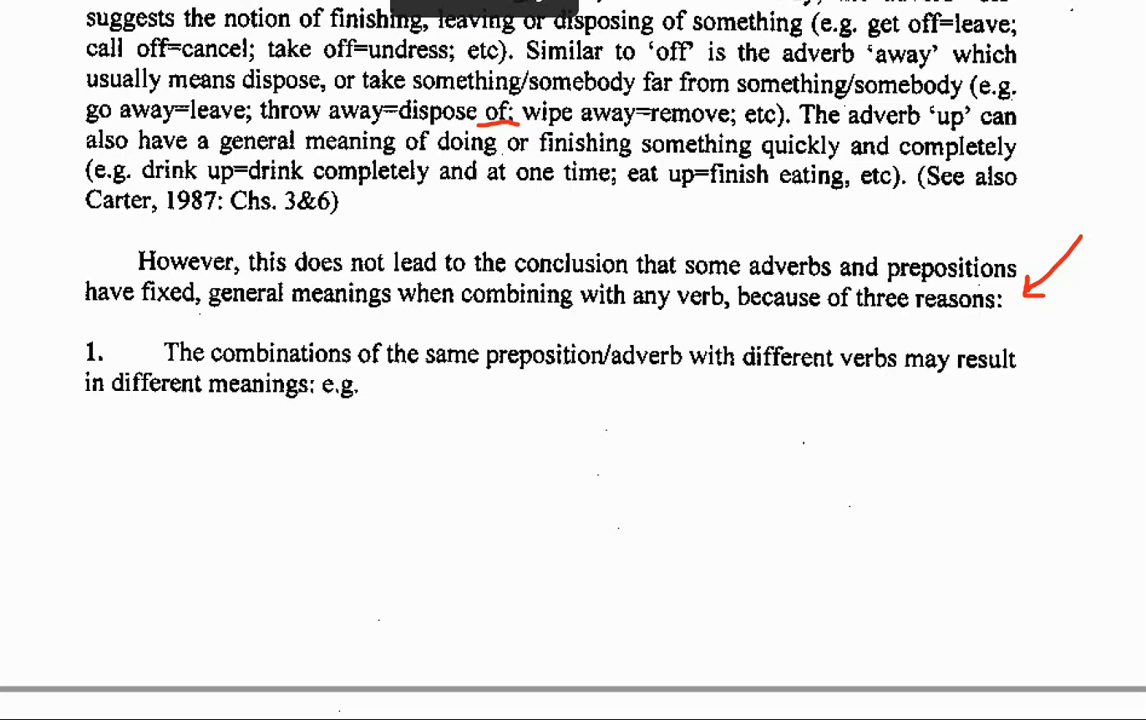 suggests the notion of finishing, leaving or disposing of something (e.g. get off=leave;
call off=cancel; take off=undress; etc). Similar to ‘off’ is the adverb ‘away’ which
usually means dispose, or take something/somebody far from something/somebody (e.g.
go away=leave; throw away=dispose of; wipe away=remove; etc). The adverb ‘up’ can
also have a general meaning of doing or finishing something quickly and completely
(e.g. drink up=drink completely and at one time; eat up=finish eating, etc). (See also
Carter, 1987: Chs. 3&6)
However, this does not lead to the conclusion that some adverbs and prepositions
have fixed, general meanings when combining with any verb, because of three reasons:
1. The combinations of the same preposition/adverb with different verbs may result
in different meanings: e.g.